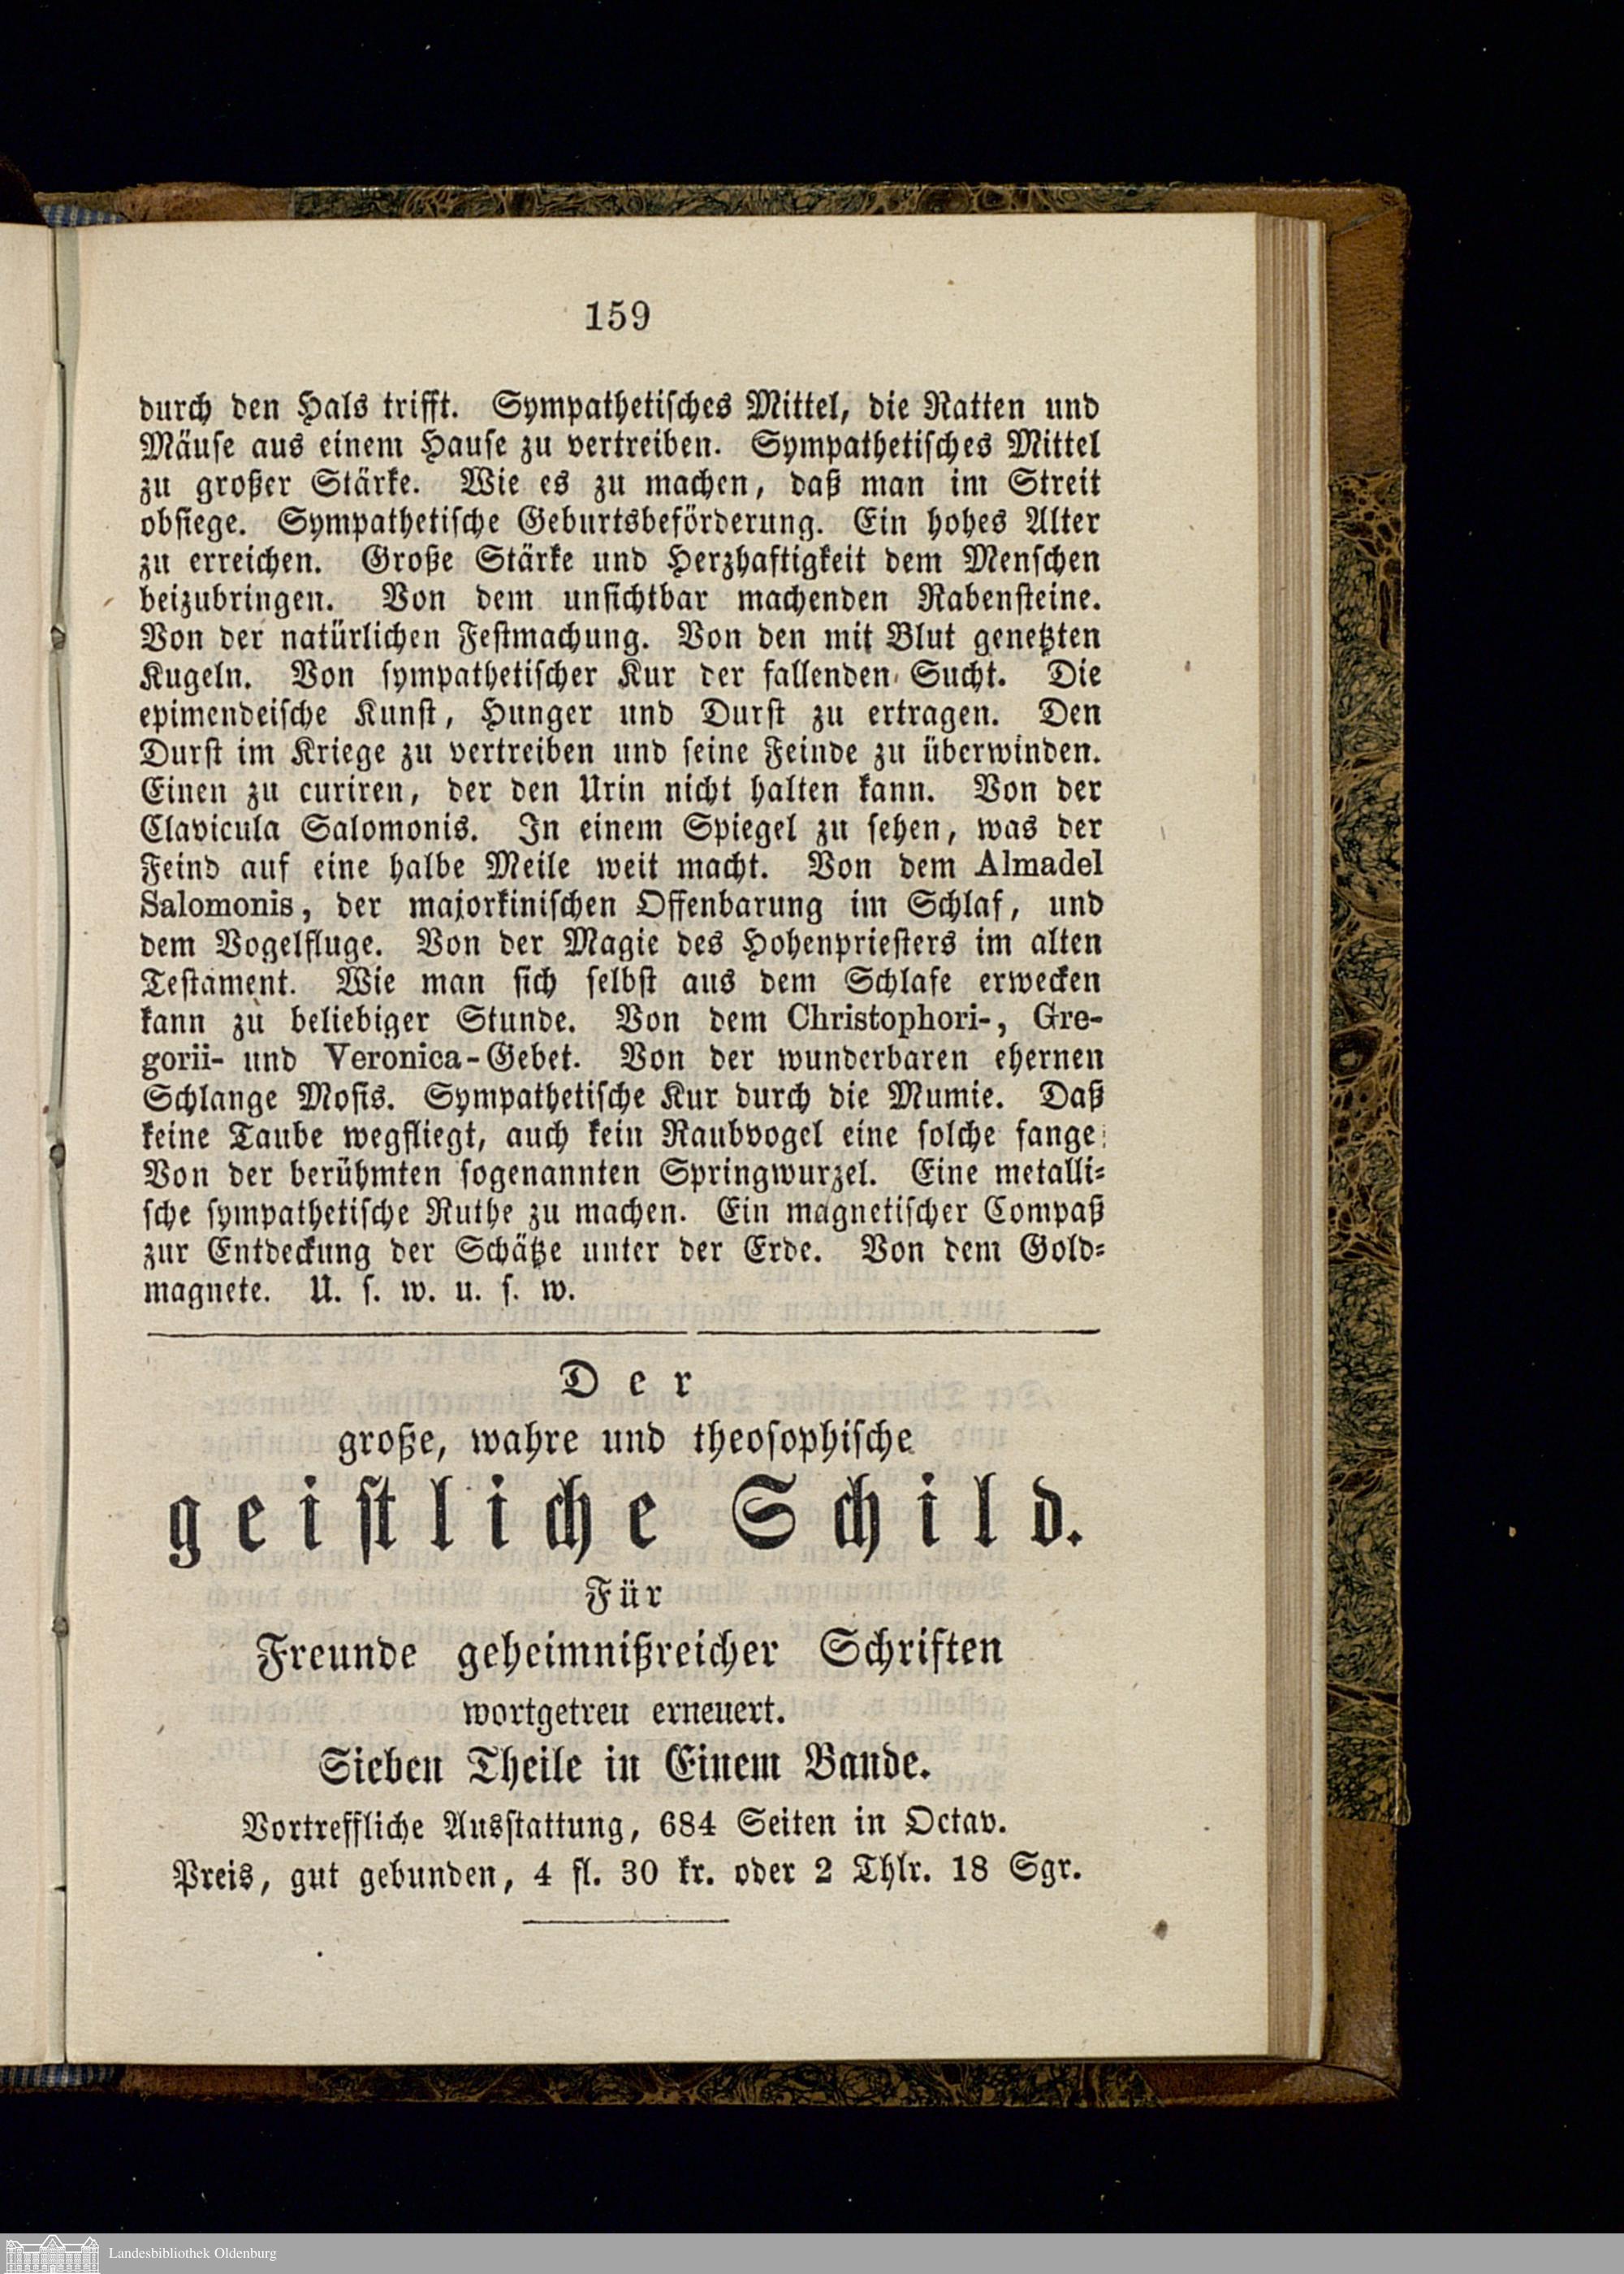 159
durch den Hals trifft. Sympathetisches Mittel, die Ratten und
Mäuse aus einem Hause zu vertreiben. Sympathetisches Mittel
zu großer Stärke. Wie es zu machen, daß man im Streit
obsiege. Sympathetische Geburtsbeförderung. Ein hohes Alter
zu erreichen. Große Stärke und Herzhaftigkeit dem Menschen
beizubringen. Von dem unsichtbar machenden Rabensteine.
Von der natürlichen Festmachung. Von den mit Blut genetzten
Kugeln. Von sympathetischer Kur der fallenden Sucht. Die
epimendeische Kunst, Hunger und Durst zu ertragen. Den
Durst im Kriege zu vertreiben und seine Feinde zu überwinden.
Einen zu curiren, der den Urin nicht halten kann. Von der
Clavicula Salomonis. In einem Spiegel zu sehen, was der
Feind auf eine halbe Meile weit macht. Von dem Almadel
Salomonis, der majorkinischen Offenbarung im Schlaf, und
dem Vogelfluge. Von der Magie des Hohenpriesters im alten
Testament. Wie man sich selbst aus dem Schlafe erwecken
kann zu beliebiger Stunde. Von dem Christophori-, Gre-
gorii- und Veronica-Gebet. Von der wunderbaren ehernen
Schlange Mosis. Sympathetische Kur durch die Mumie. Daß
keine Taube wegfliegt, auch kein Raubvogel eine solche fange.
Von der berühmten sogenannten Springwurzel. Eine metalli-
sche sympathetische Ruthe zu machen. Ein magnetischer Compaß
zur Entdeckung der Schätze unter der Erde. Von dem Gold-
magnete. U. s. w. u. s. w.
Der
große, wahre und theosophische
geistliche Schild.
Für
Freunde geheimnißreicher Schriften
wortgetreu erneuert.
Sieben Theile in Einem Bande.
Vortreffliche Ausstattung, 684 Seiten in Octav.
Preis, gut gebunden, 4 fl. 30 kr. oder 2 Thlr. 18 Sgr.
Landesbibliothek Oldenburg